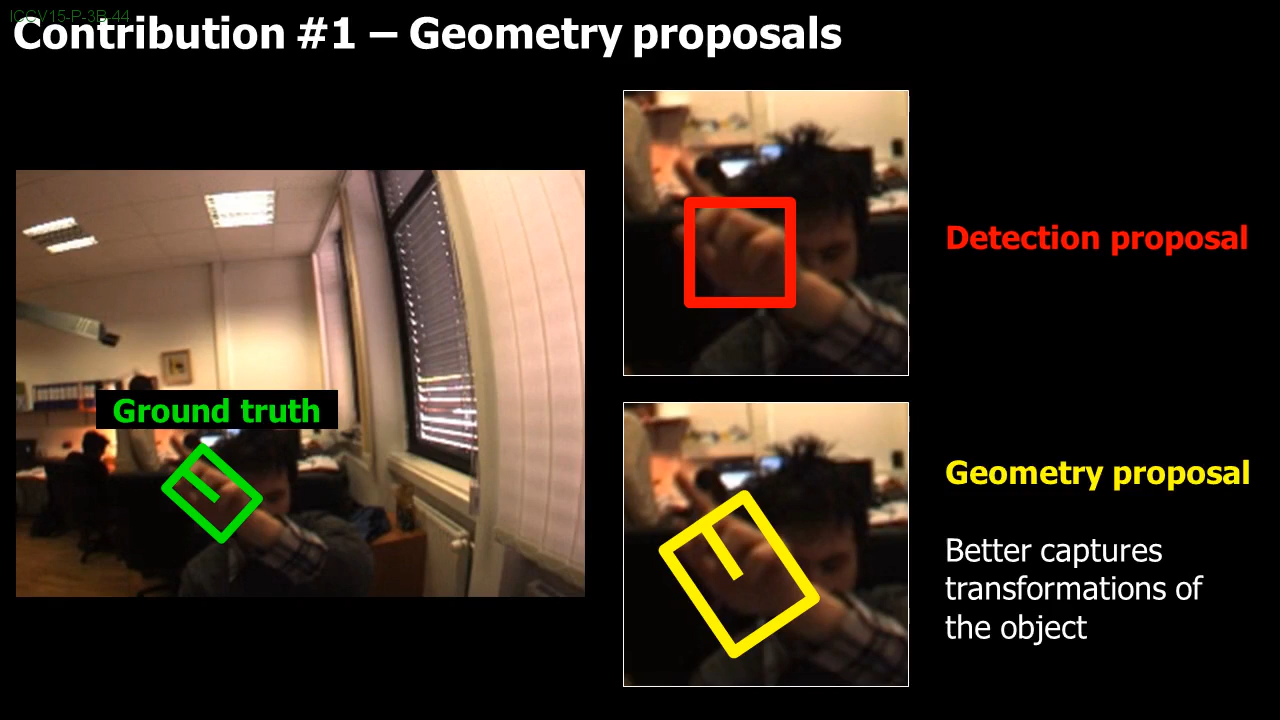 ICCV15-P-3B-44
Contribution #1 – Geometry proposals
Ground truth
Detection proposal
Geometry proposal
Better captures
transformations of
the object